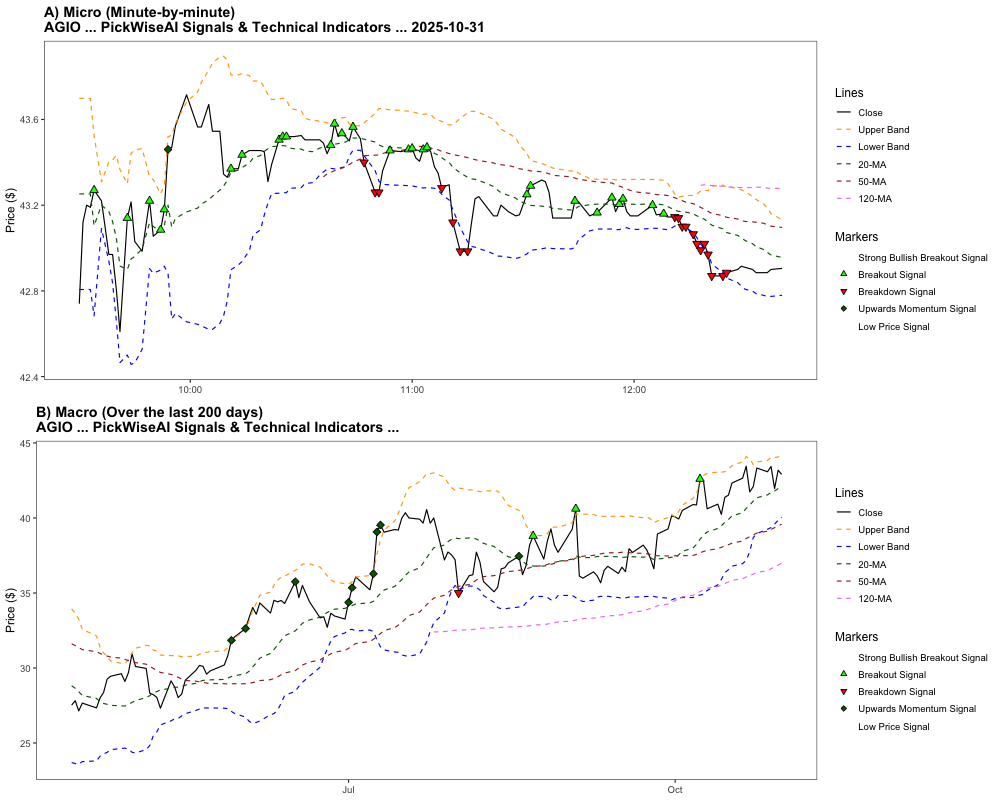 A) Micro (Minute-by-minute)
AGIO ... PickWiseAI Signals & Technical Indicators ... 2025-10-31
Price ($)
43.6
43.2
42.8
42.4
10:00
11:00
12:00
Lines
Close
Upper Band
Lower Band
20-MA
50-MA
120-MA
Markers
Strong Bullish Breakout Signal
Breakout Signal
Breakdown Signal
Upwards Momentum Signal
Low Price Signal
B) Macro (Over the last 200 days)
AGIO ... PickWiseAI Signals & Technical Indicators ...
Price ($)
45
40
35
30
25
Jul
Oct
Lines
Close
Upper Band
Lower Band
20-MA
50-MA
120-MA
Markers
Strong Bullish Breakout Signal
Breakout Signal
Breakdown Signal
Upwards Momentum Signal
Low Price Signal